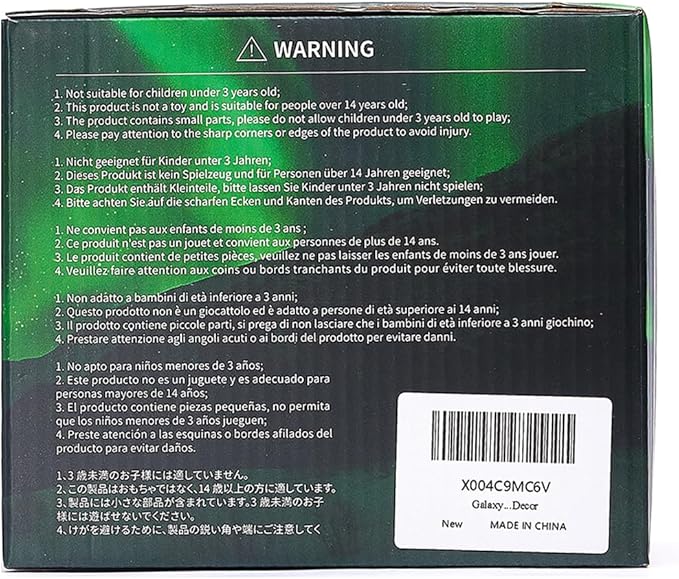 WARNING
1. Not suitable for children under 3 years old;
2. This product is not a toy and is suitable for people over 14 years old;
3. The product contains small parts, please do not allow children under 3 years old to play;
4. Please pay attention to the sharp corners or edges of the product to avoid injury.
1. Nicht geeignet für Kinder unter 3 Jahren;
2. Dieses Produkt ist kein Spielzeug und für Personen über 14 Jahren geeignet;
3. Das Produkt enthält Kleinteile, bitte lassen Sie Kinder unter 3 Jahren nicht spielen;
4. Bitte achten Sie auf die scharfen Ecken und Kanten des Produkts, um Verletzungen zu vermeiden.
1. Ne convient pas aux enfants de moins de 3 ans ;
2. Ce produit n'est pas un jouet et convient aux personnes de plus de 14 ans.
3. Le produit contient de petites pièces, veuillez ne pas laisser les enfants de moins de 3 ans jouer.
4. Veuillez faire attention aux coins ou bords tranchants du produit pour éviter toute blessure.
1. Non adatto a bambini di età inferiore a 3 anni;
2. Questo prodotto non è un giocattolo ed è adatto a persone di età superiore ai 14 anni;
3. Il prodotto contiene piccole parti, si prega di non lasciare che i bambini di età inferiore a 3 anni giochino;
4. Prestare attenzione agli angoli acuti o ai bordi del prodotto per evitare danni.
1. No apto para niños menores de 3 años;
2. Este producto no es un juguete y es adecuado para
personas mayores de 14 años;
3. El producto contiene piezas pequeñas, no permita
que los niños menores de 3 años jueguen;
4. Preste atención a las esquinas o bordes afilados del
producto para evitar daños.
1、3 歳未満のお子様には適していません。
2、この製品はおもちゃではなく、14 歳以上の方に適しています。
3、製品には小さな部品が含まれています。3 歳未満のお子
様には遊ばせないでください。
4、けがを避けるために、製品の鋭い角や端にご注意してく
X004C9MC6V
Galaxy...Decor
New MADE IN CHINA